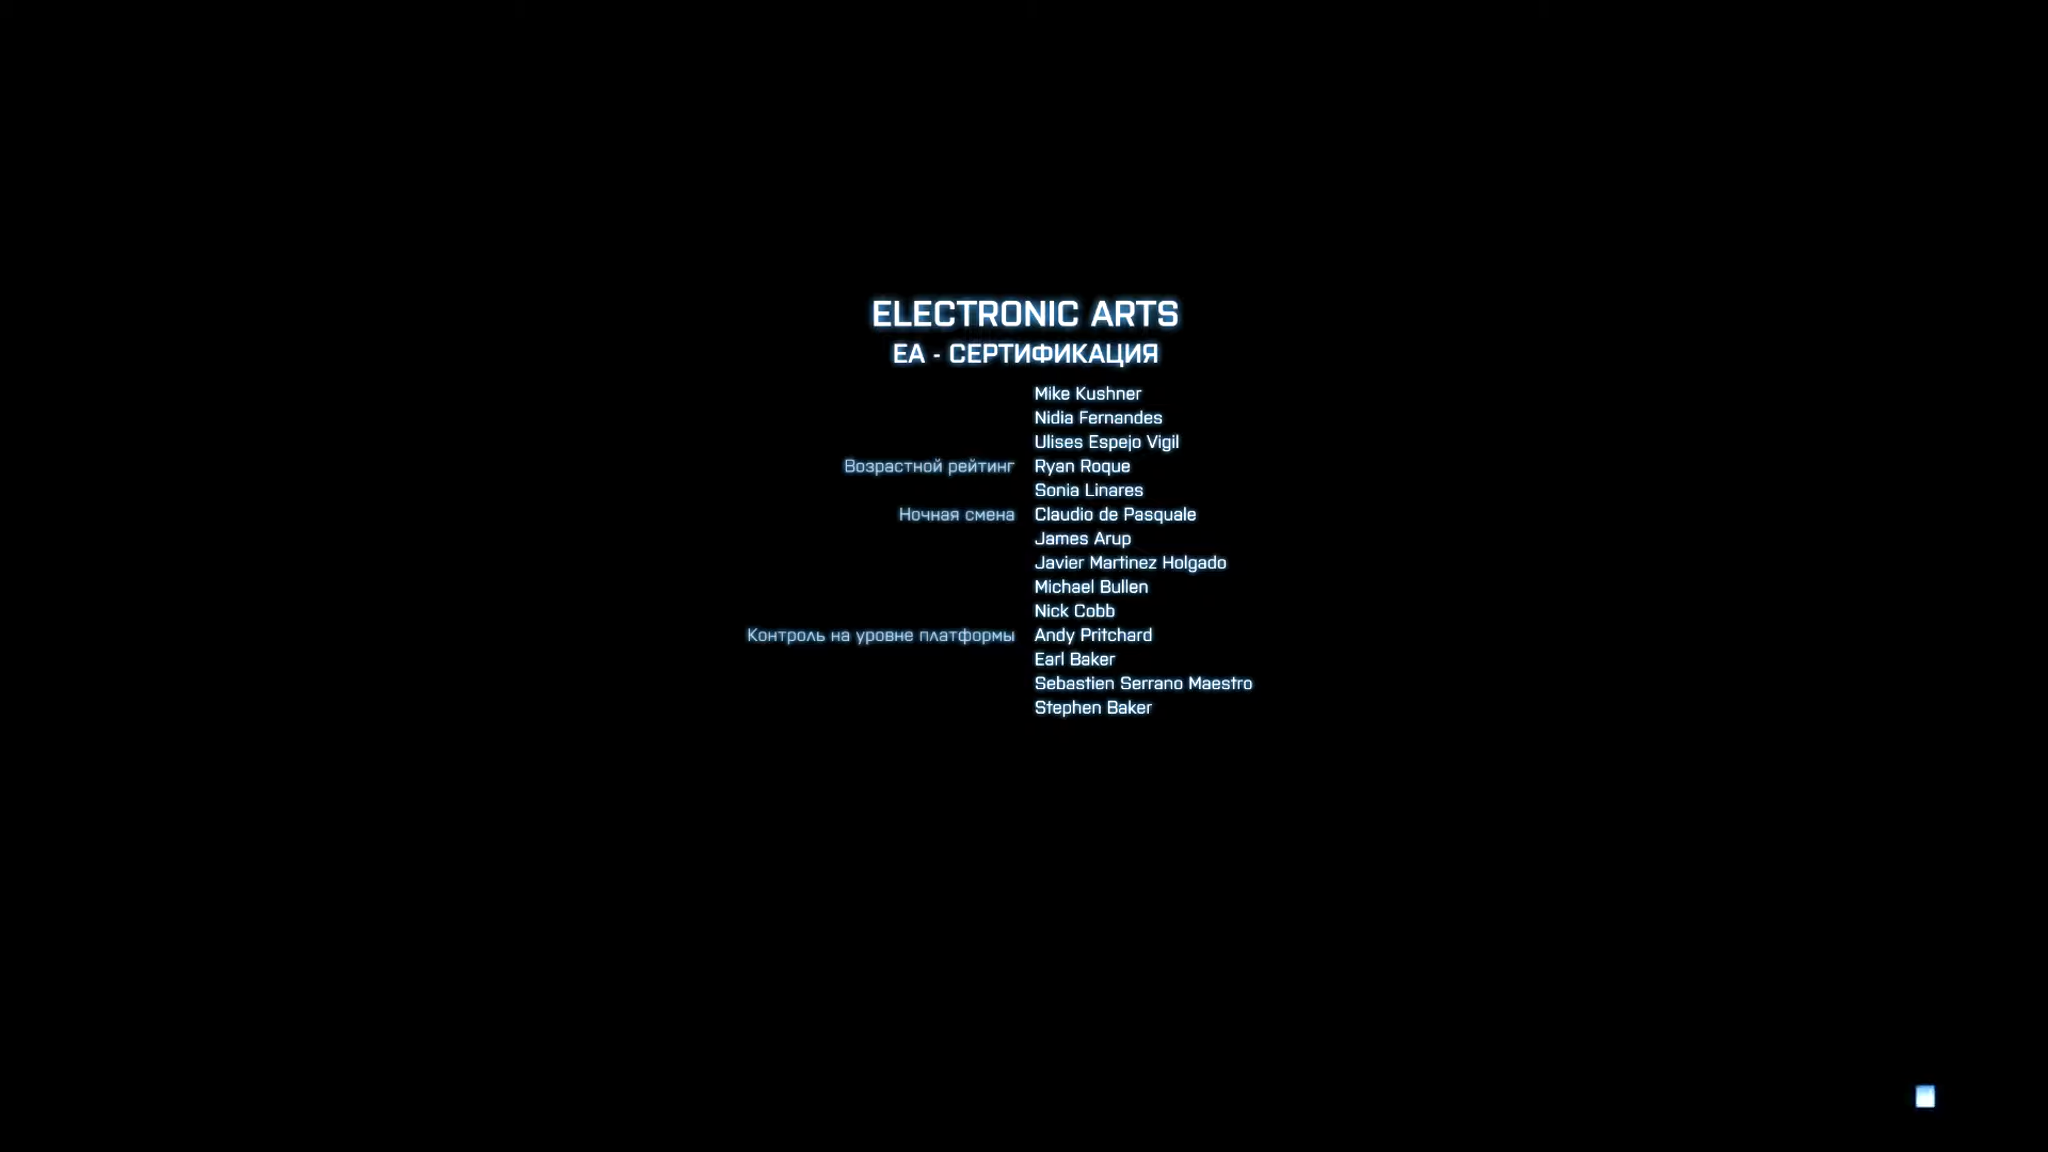 ELECTRONIC ARTS
EA - СЕРТИФИКАЦИЯ
Mike Kushner
Nidia Fernandes
Ulises Espejo Vigil
Возрастной рейтинг Ryan Roque
Sonia Linares
Ночная смена Claudio de Pasquale
James Arup
Javier Martinez Holgado
Michael Bullen
Nick Cobb
Контроль на уровне платформы Andy Pritchard
Earl Baker
Sebastien Serrano Maestro
Stephen Baker